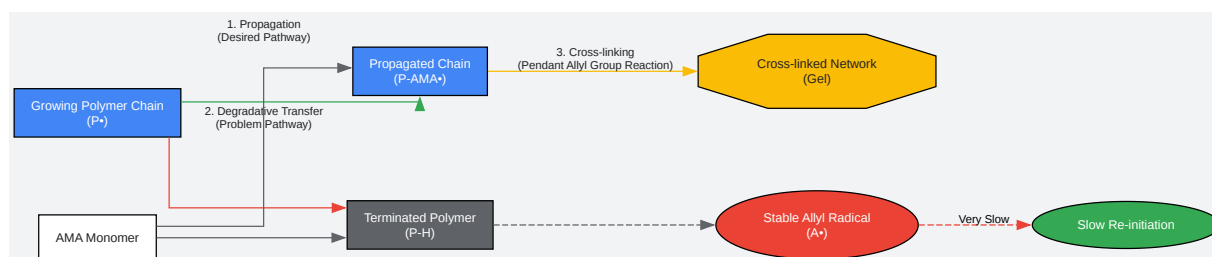 1. Propagation
(Desired Pathway)
Propagated Chain
(P-AMA•)
3. Cross-linking
(Pendant Allyl Group Reaction)
Cross-linked Network
(Gel)
Growing Polymer Chain
(P•)
2. Degradative Transfer
(Problem Pathway)
AMA Monomer
Terminated Polymer
(P-H)
Stable Allyl Radical
(A•)
Very Slow
Slow Re-initiation